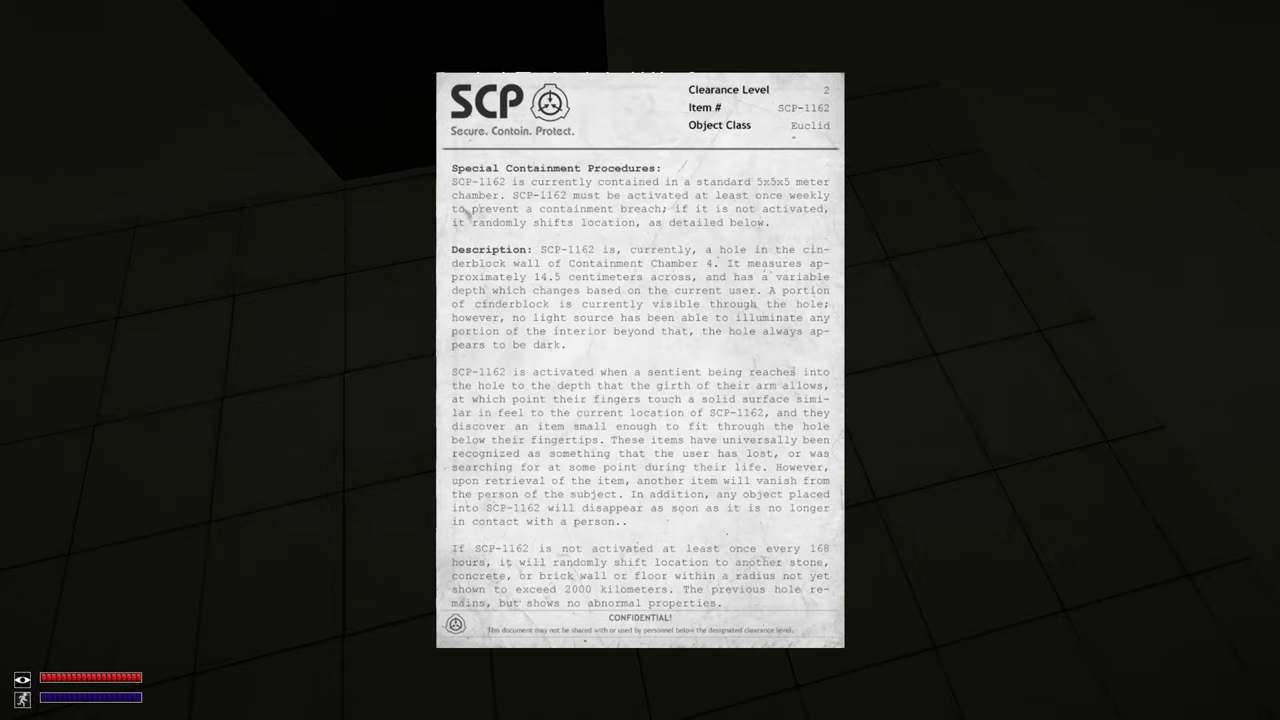 SCP
Secure. Contain. Protect.
Clearance Level 2
Item # SCP-1162
Object Class Euclid
Special Containment Procedures:
SCP-1162 is currently contained in a standard 5x5x5 meter
chamber. SCP-1162 must be activated at least once weekly
to prevent a containment breach; if it is not activated,
it randomly shifts location, as detailed below.
Description: SCP-1162 is, currently, a hole in the cin-
derblock wall of Containment Chamber 4. It measures ap-
proximately 14.5 centimeters across, and has a variable
depth which changes based on the current user. A portion
of cinderblock is currently visible through the hole;
however, no light source has been able to illuminate any
portion of the interior beyond that, the hole always ap-
pears to be dark.
SCP-1162 is activated when a sentient being reaches into
the hole to the depth that the girth of their arm allows,
at which point their fingers touch a solid surface simi-
lar in feel to the current location of SCP-1162, and they
discover an item small enough to fit through the hole
below their fingertips. These items have universally been
recognized as something that the user has lost, or was
searching for at some point during their life. However,
upon retrieval of the item, another item will vanish from
the person of the subject. In addition, any object placed
into SCP-1162 will disappear as soon as it is no longer
in contact with a person..
If SCP-1162 is not activated at least once every 168
hours, it will randomly shift location to another stone,
concrete, or brick wall or floor within a radius not yet
shown to exceed 2000 kilometers. The previous hole re-
mains, but shows no abnormal properties.
CONFIDENTIAL!
This document may not be shared with or used by personnel below the designated clearance level.